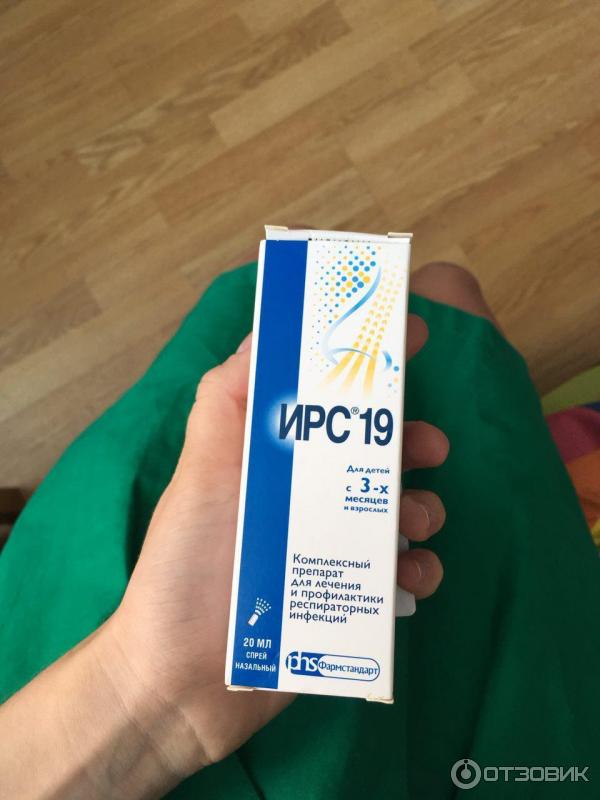 ИРС®19
Для детей
с 3-х
месяцев
и взрослых
Комплексный
препарат
для лечения
и профилактики
респираторных
инфекций
20 МЛ
СПРЕЙ
НАЗАЛЬНЫЙ
phs Фармстандарт
ОТЗОВИК